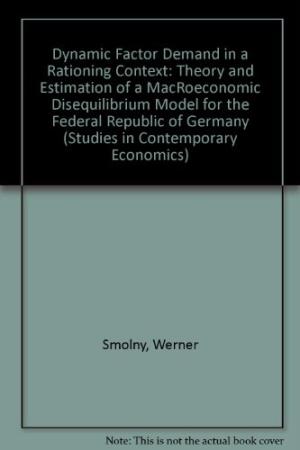 Dynamic Factor Demand in a
Rationing Context: Theory and
Estimation of a MacRoeconomic
Disequilibrium Model for the
Federal Republic of Germany
(Studies in Contemporary
Economics)
Smolny, Werner
Note: This is not the actual book cover